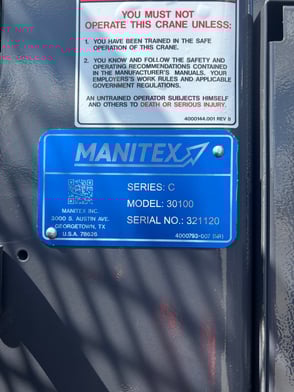 YOU MUST NOT
OPERATE THIS CRANE UNLESS:
1. YOU HAVE BEEN TRAINED IN THE SAFE
OPERATION OF THIS CRANE.
2. YOU KNOW AND FOLLOW THE SAFETY AND
OPERATING RECOMMENDATIONS CONTAINED
IN THE MANUFACTURER'S MANUALS, YOUR
EMPLOYER'S WORK RULES AND APPLICABLE
GOVERNMENT REGULATIONS.
AN UNTRAINED OPERATOR SUBJECTS HIMSELF
AND OTHERS TO DEATH OR SERIOUS INJURY.
4000144.001 REV B
MANITEX
SERIES: C
MODEL: 30100
SERIAL NO.: 321120
MANITEX INC.
3000 S. AUSTIN AVE.
GEORGETOWN, TX
U.S.A. 78626
4000793-007 (NR)